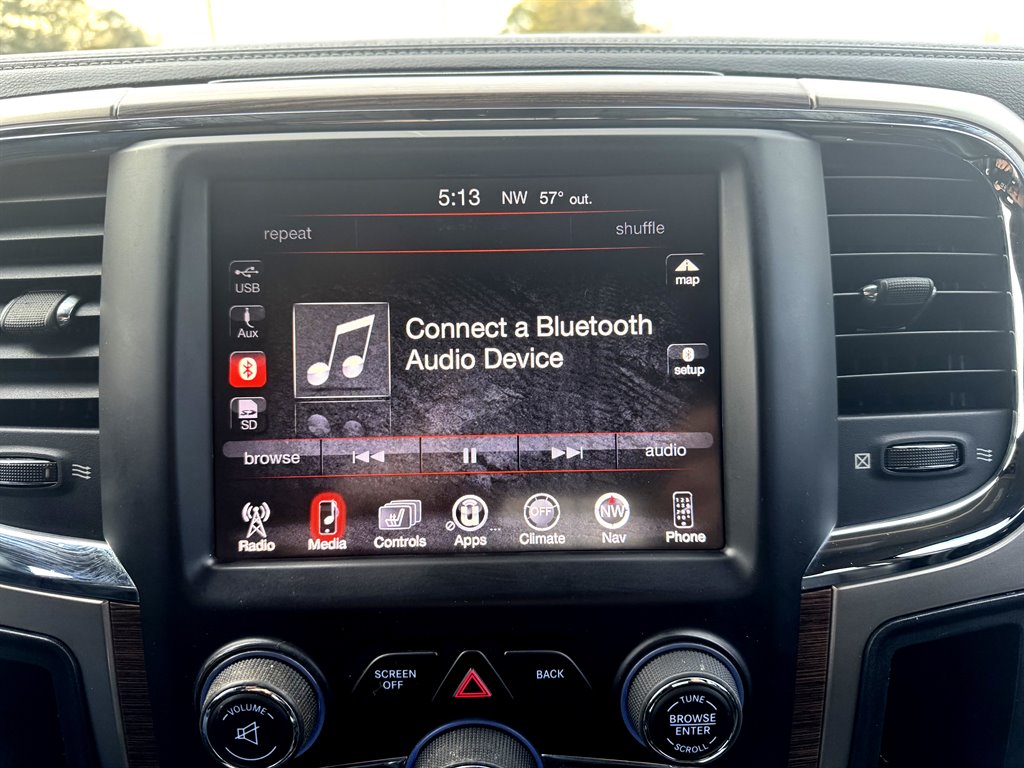 5:13 NW 57° out.
repeat shuffle
USB
map
Aux
Connect a Bluetooth
Audio Device
setup
SD
browse audio
OFF NW
Radio Media Controls Apps Climate Nav Phone
SCREEN
OFF
BACK
VOLUME
TUNE
BROWSE
ENTER
SCROLL